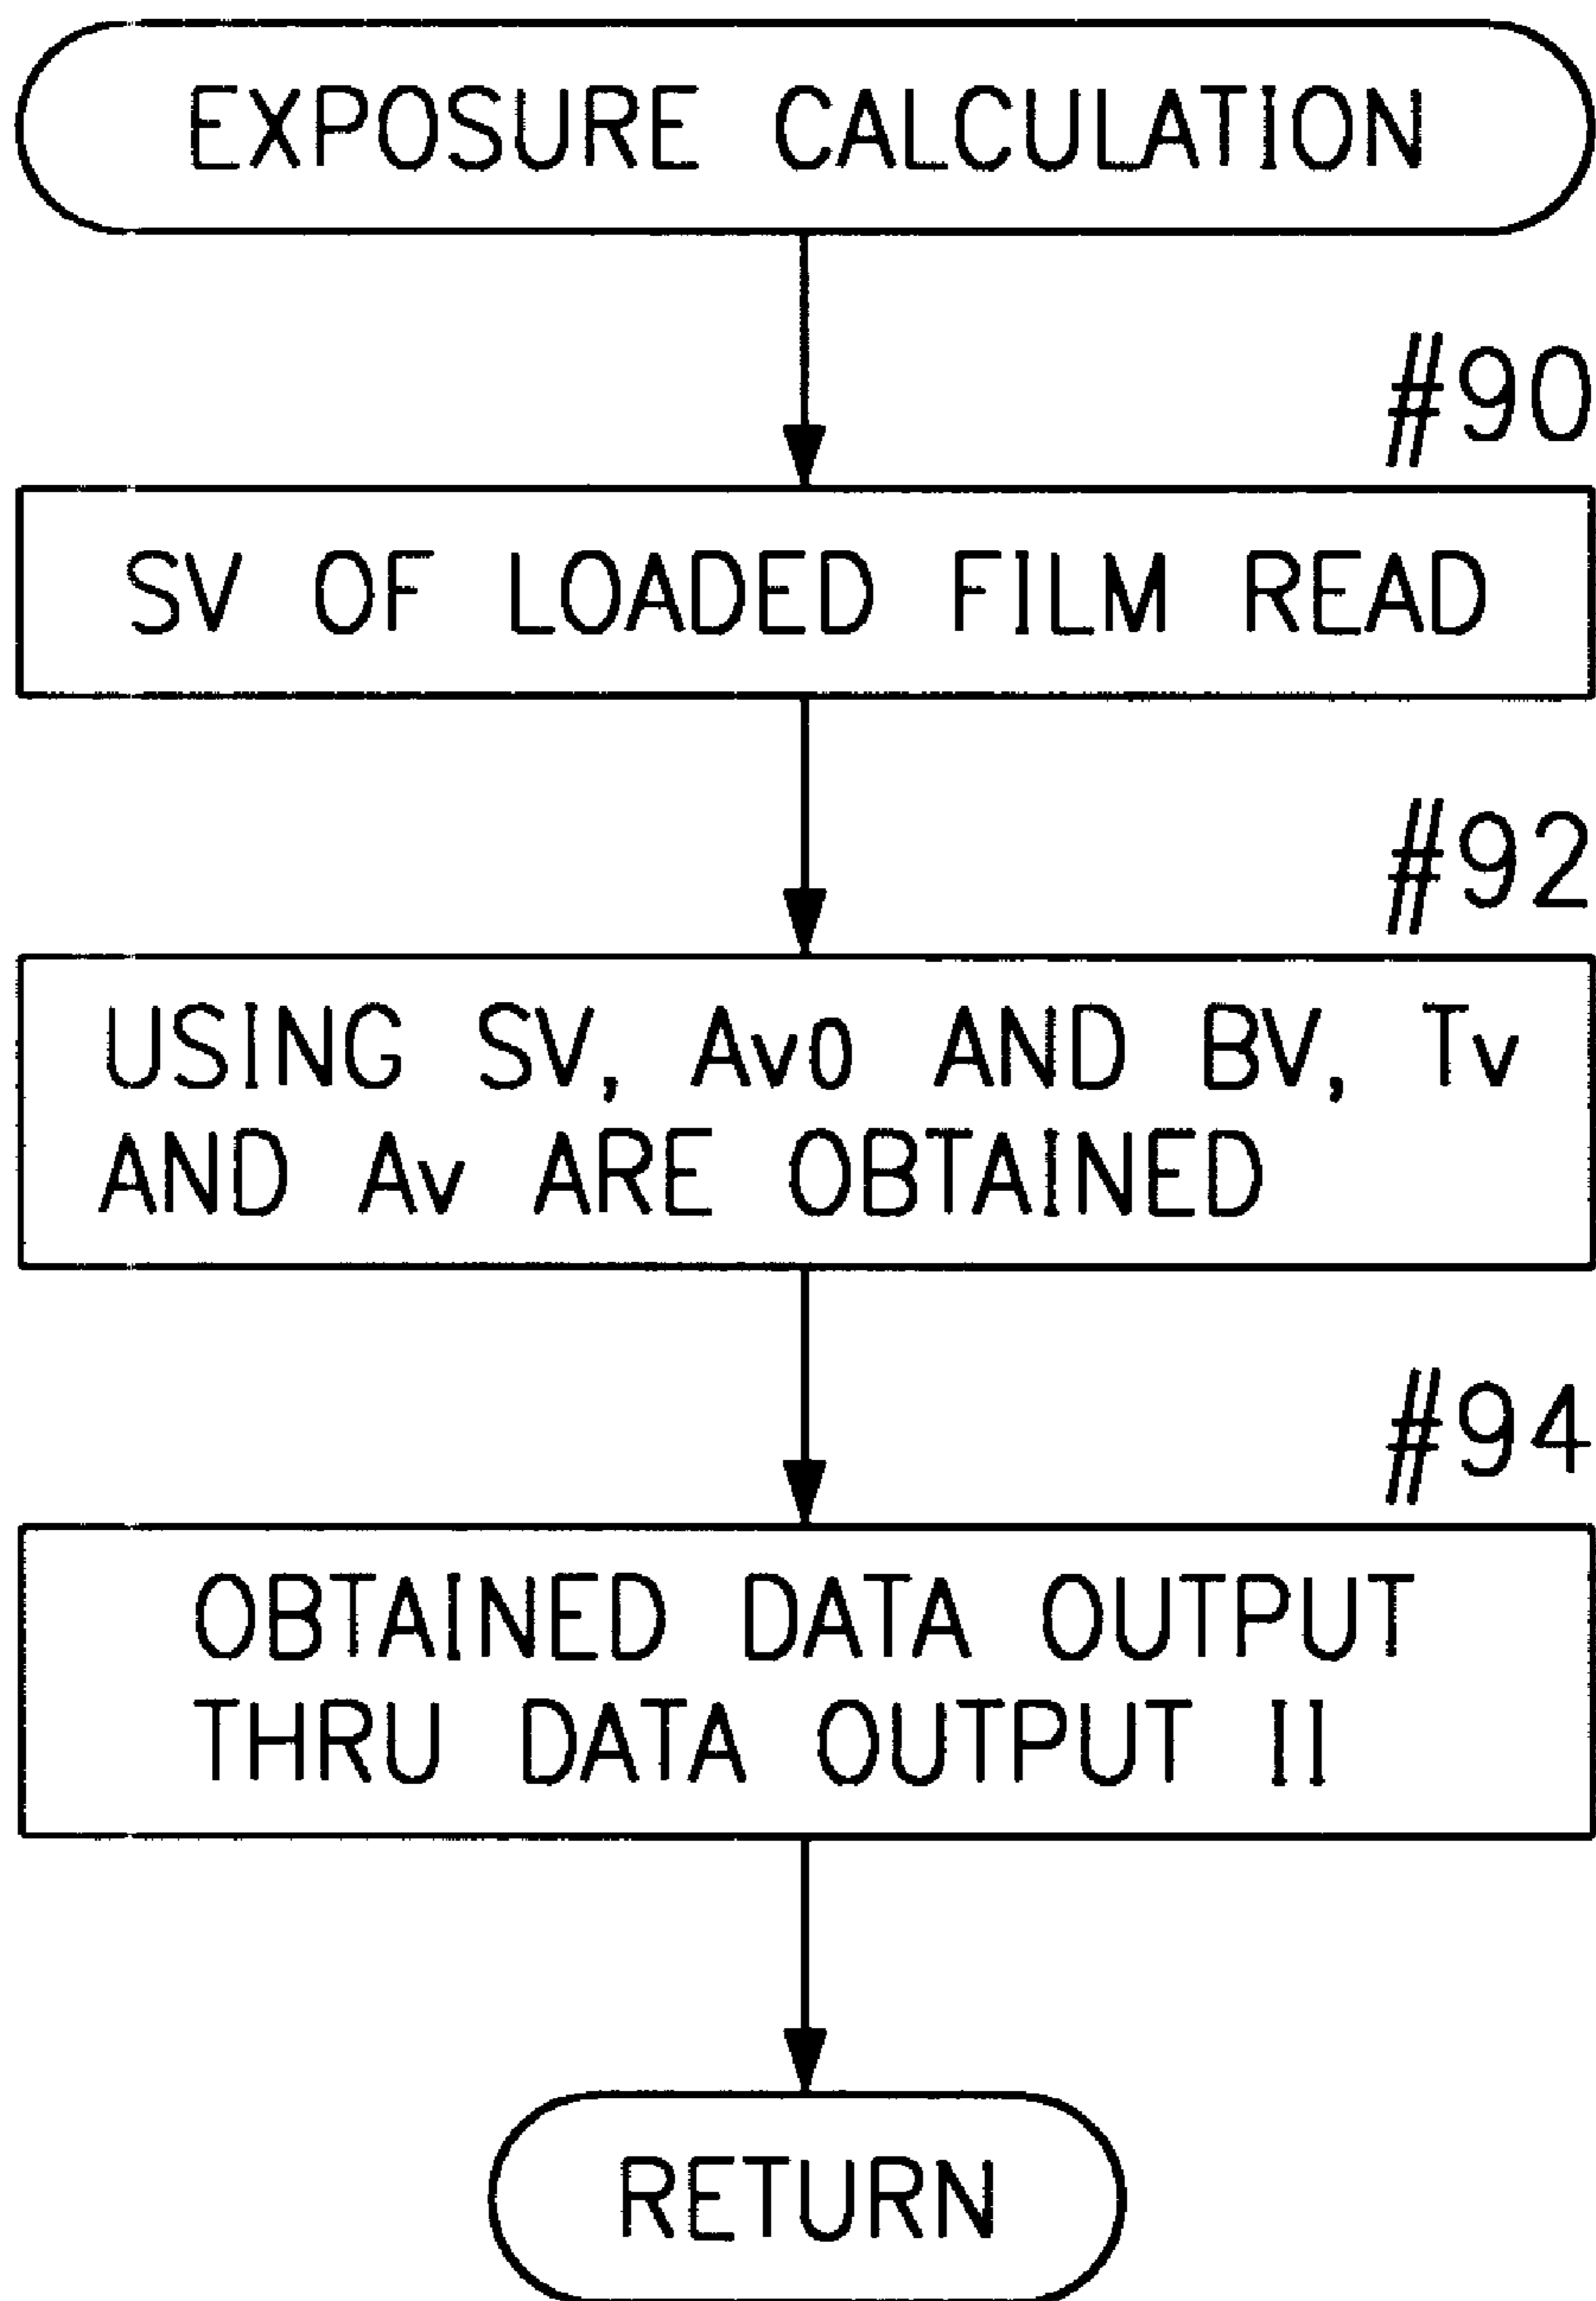 EXPOSURE CALCULATION
#90
SV OF LOADED FILM READ
#92
USING SV, Av0 AND BV, Tv
AND Av ARE OBTAINED
#94
OBTAINED DATA OUTPUT
THRU DATA OUTPUT II
RETURN